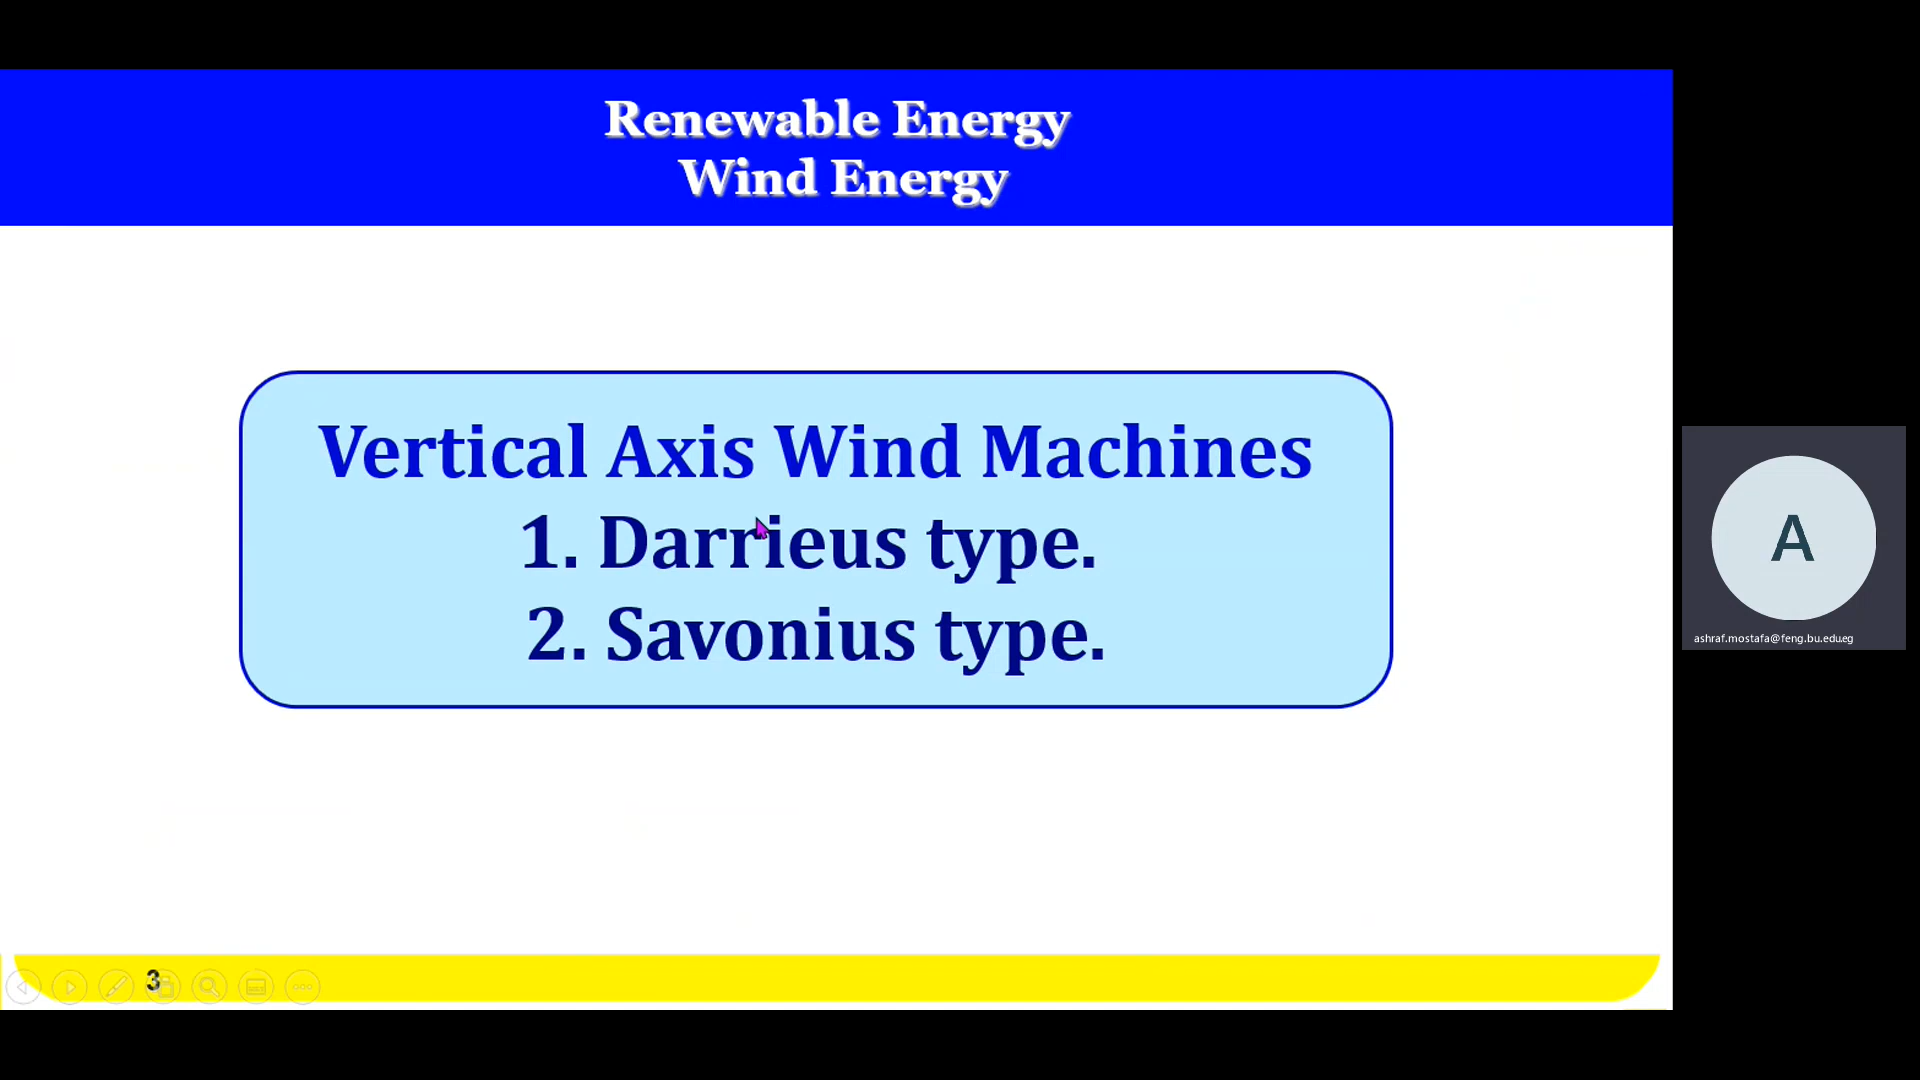 Renewable Energy
Wind Energy
Vertical Axis Wind Machines
1. Darrieus type.
2. Savonius type.
A
ashraf.mostafa@feng.bu.edu.eg
3